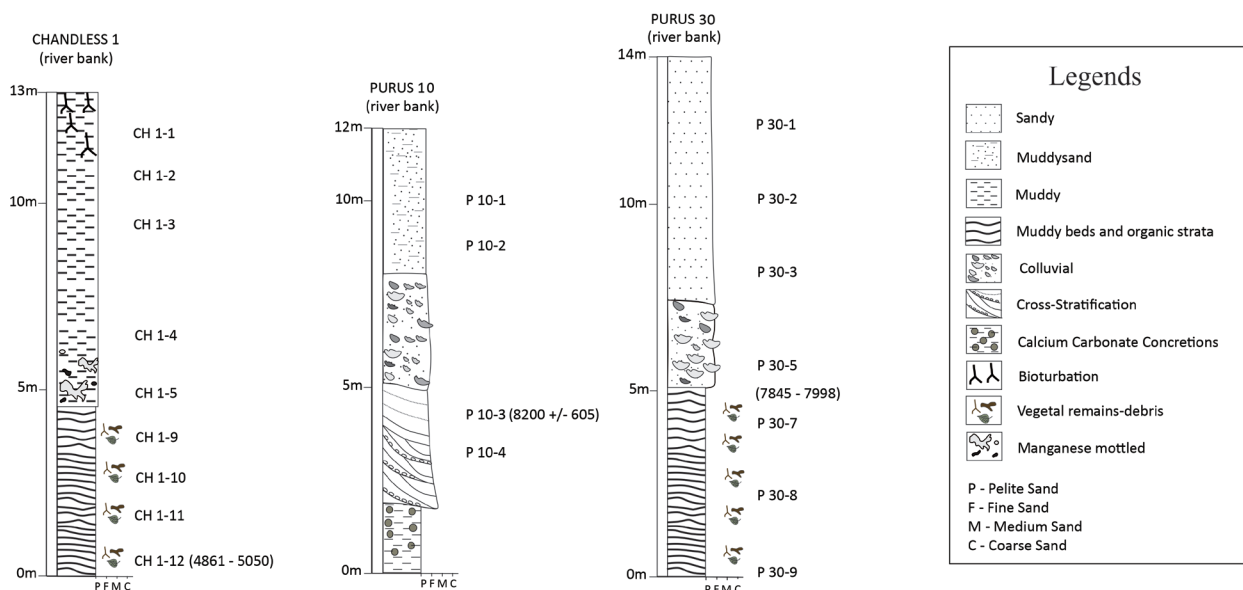 CHANDLESS 1
(river bank)
13m
10m
5m
0m
P F M C
CH 1-1
CH 1-2
CH 1-3
CH 1-4
CH 1-5
CH 1-9
CH 1-10
CH 1-11
CH 1-12 (4861 - 5050)
PURUS 10
(river bank)
12m
10m
5m
0m
P F M C
P 10-1
P 10-2
P 10-3 (8200 +/- 605)
P 10-4
PURUS 30
(river bank)
14m
10m
5m
0m
P F M C
P 30-1
P 30-2
P 30-3
P 30-5
(7845 - 7998)
P 30-7
P 30-8
P 30-9
Legends
Sandy
Muddysand
Muddy
Muddy beds and organic strata
Colluvial
Cross-Stratification
Calcium Carbonate Concretions
Bioturbation
Vegetal remains-debris
Manganese mottled
P - Pelite Sand
F - Fine Sand
M - Medium Sand
C - Coarse Sand